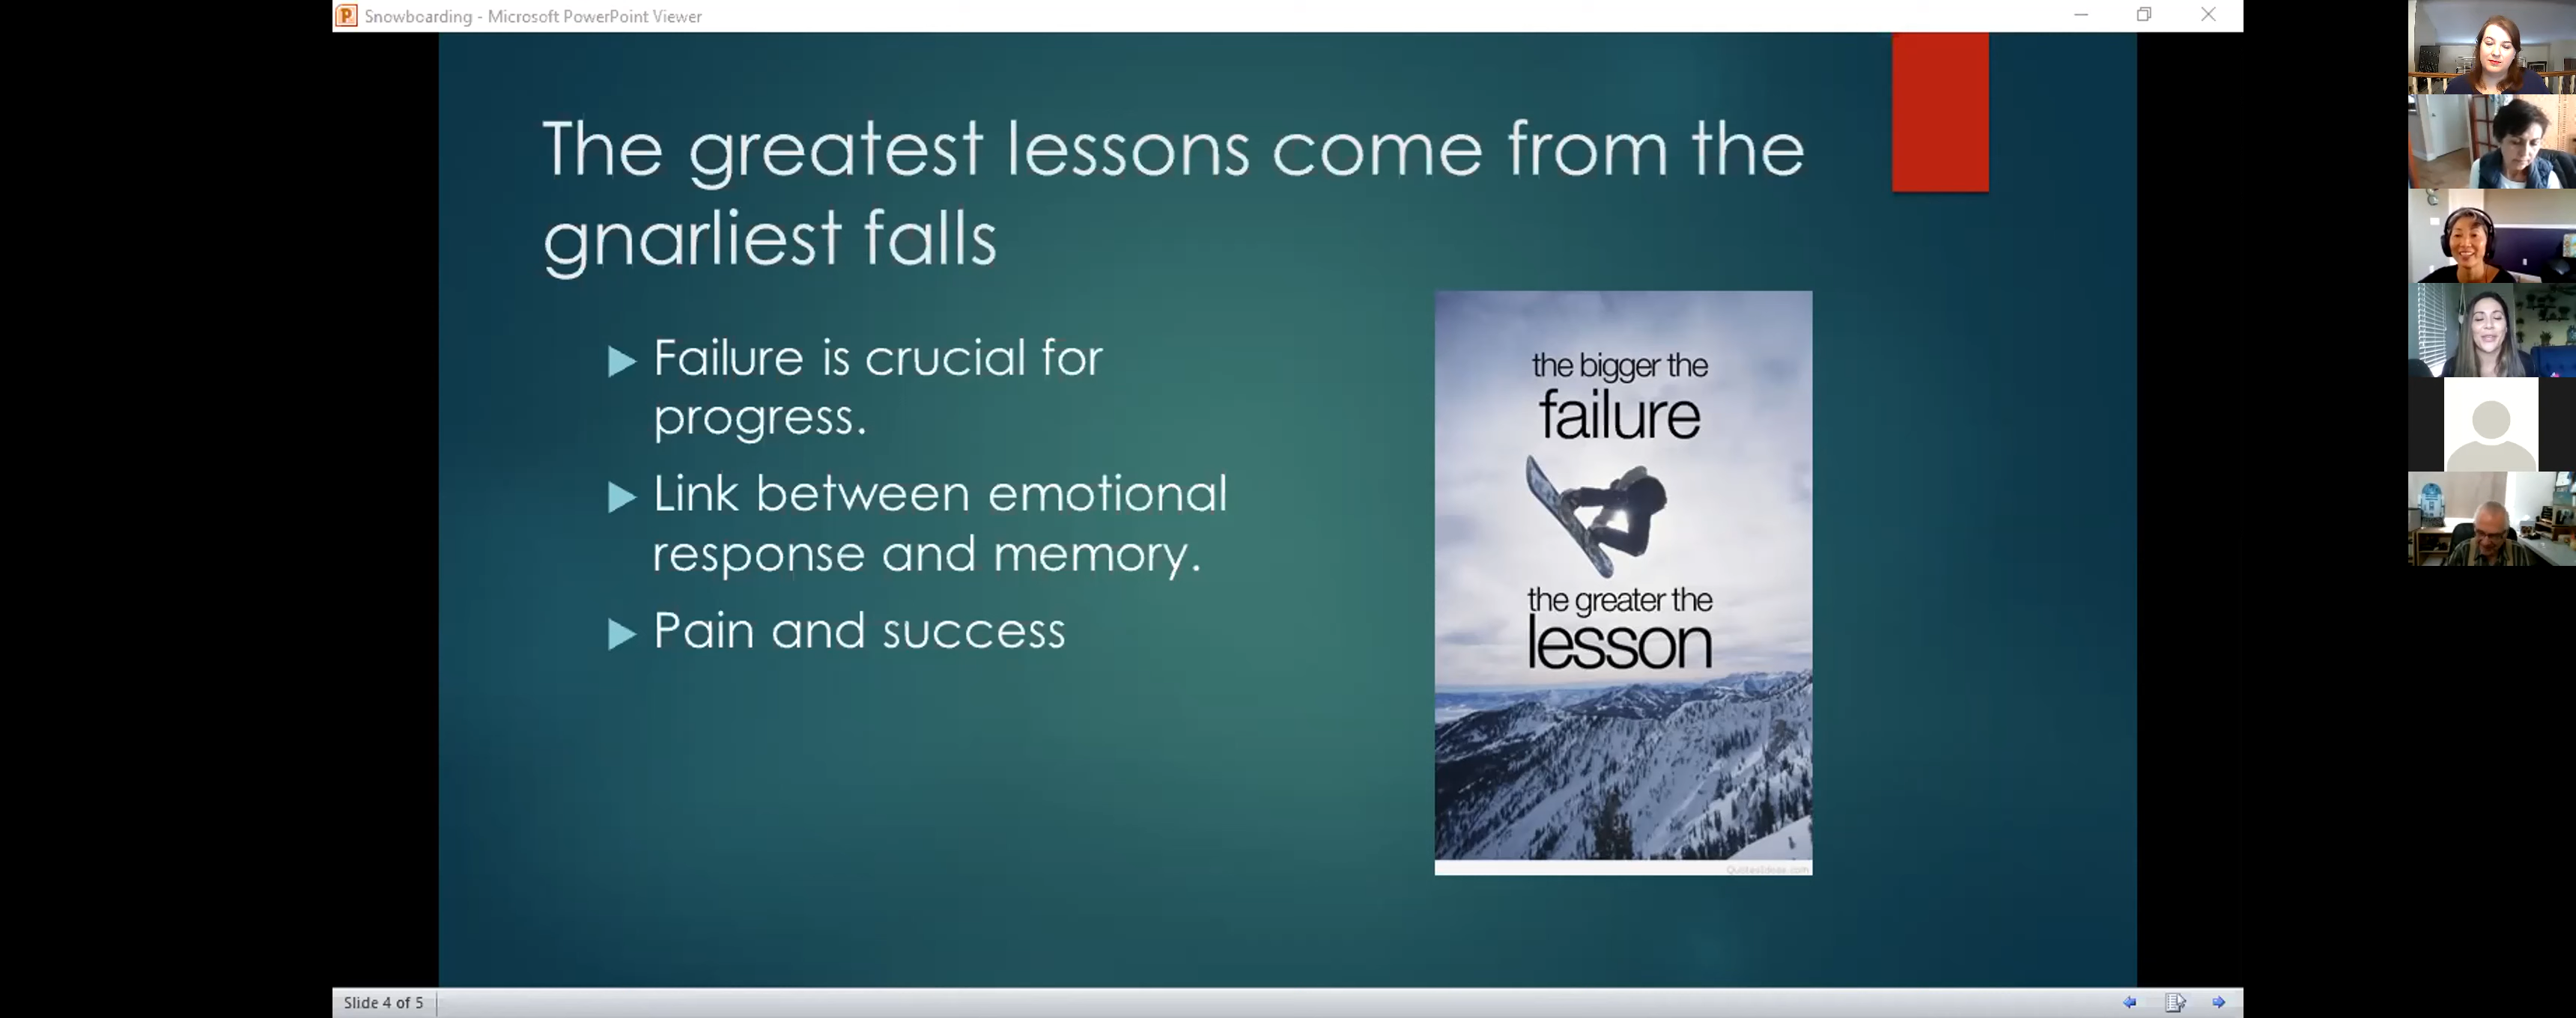 Snowboarding - Microsoft PowerPoint Viewer
The greatest lessons come from the
gnarliest falls
Failure is crucial for
progress.
Link between emotional
response and memory.
Pain and success
the bigger the
failure
the greater the
lesson
QuotesIdeas.com
Slide 4 of 5